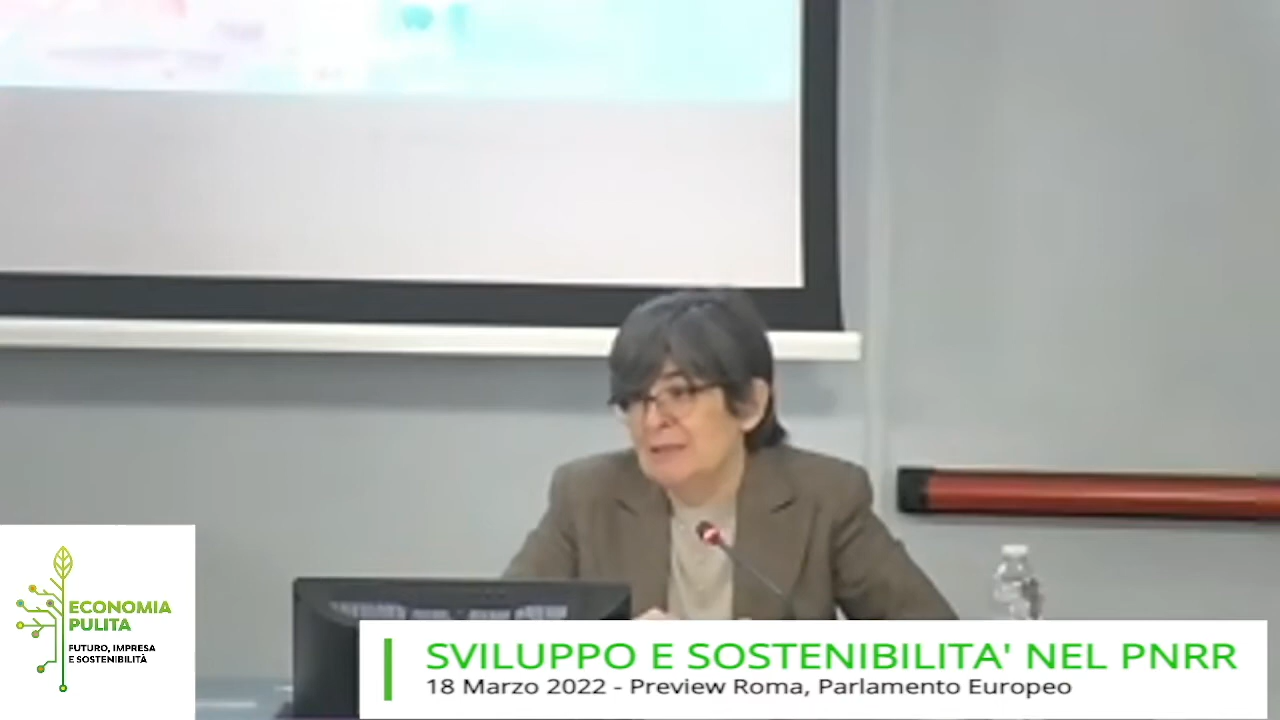 ECONOMIA
PULITA
FUTURO, IMPRESA
E SOSTENIBILITÀ
SVILUPPO E SOSTENIBILITA' NEL PNRR
18 Marzo 2022 - Preview Roma, Parlamento Europeo